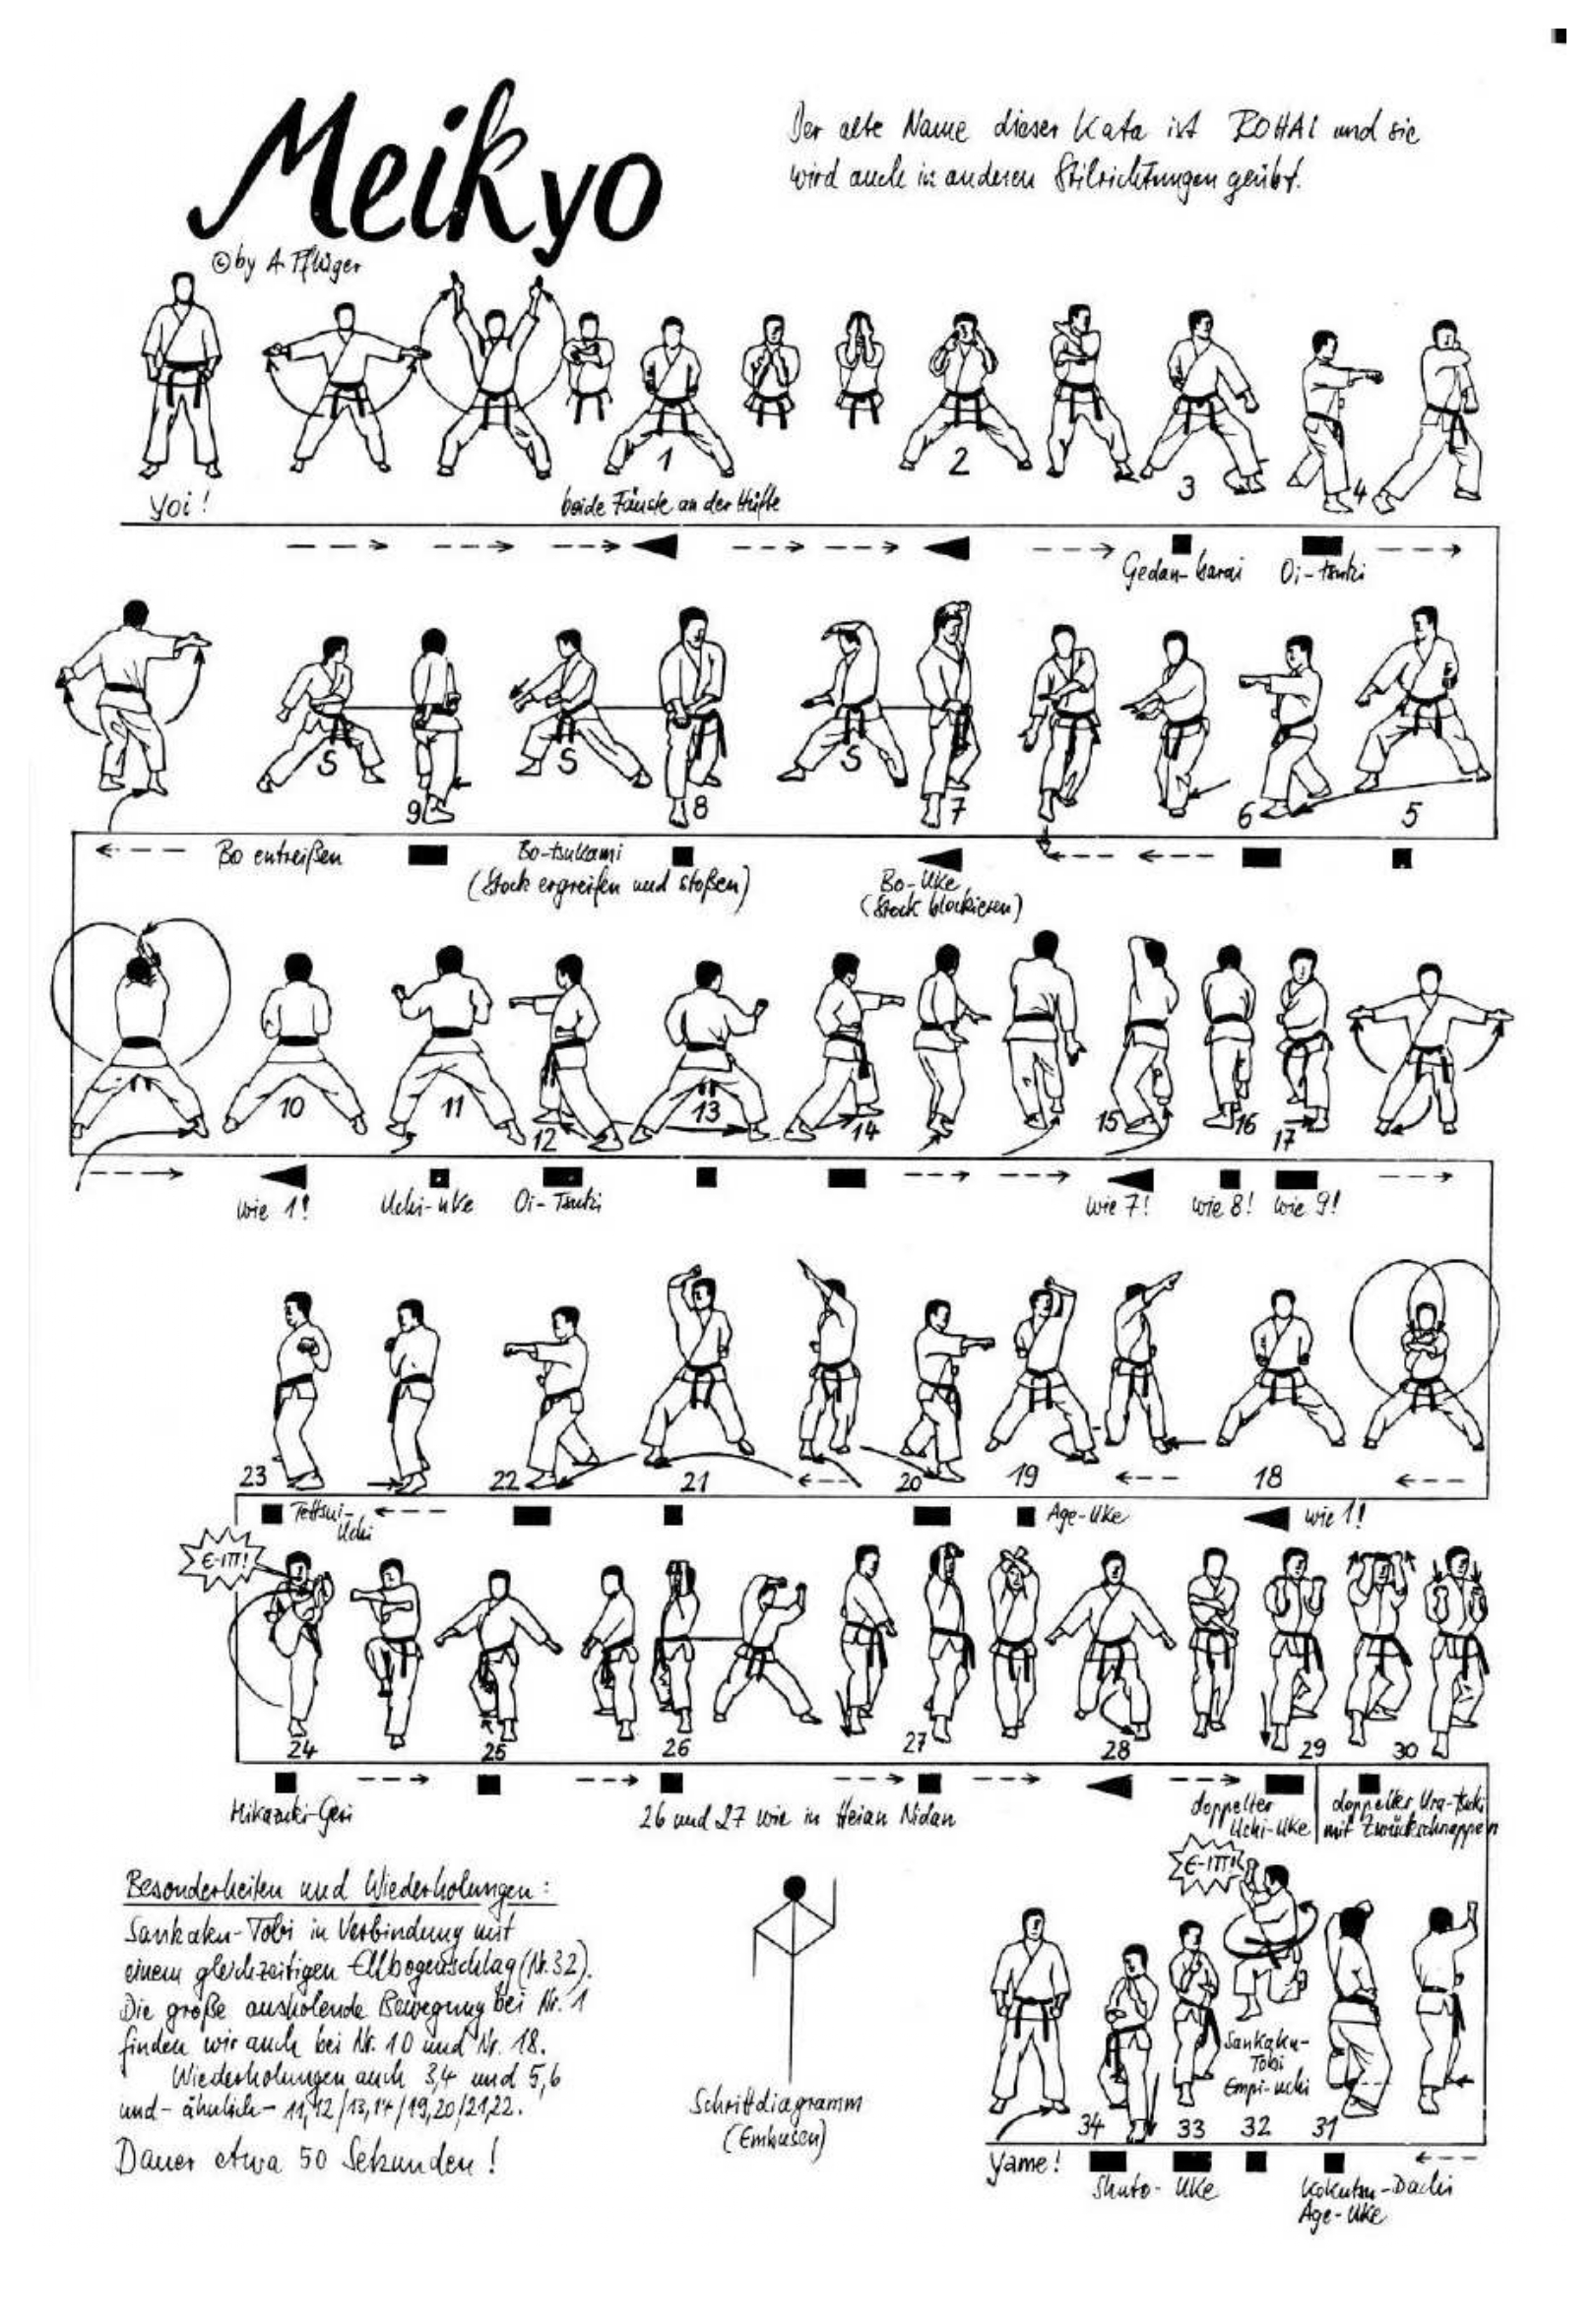 Meikyo
© by A. Pflüger
Der alte Name dieser Kata ist ROHAI und sie
wird auch in anderen Stilrichtungen geübt.
1
2
3
4
Yoi!
beide Fäuste an der Hüfte
Gedan-barai
Oi-tsuki
S
9
S
8
S
7
6
5
Bo entreißen
Bo-tsukami
(Stock ergreifen und stoßen)
Bo-Uke
(Stock blockieren)
10
11
12
13
14
15
16
17
wie 1!
Uchi-uke
Oi-Tsuki
wie 7!
wie 8!
wie 9!
23
22
21
20
19
18
Tettsui-
Uchi
Age-Uke
wie 1!
E-ITT!
24
25
26
27
28
29
30
Mikazuki-Geri
26 und 27 wie in Heian Nidan
doppelter
Uchi-Uke
doppelter Ura-tsuki
mit Zurückschnappen
Besonderheiten und Wiederholungen:
Sankaku-Tobi in Verbindung mit
einem gleichzeitigen Ellbogenschlag (Nr. 32).
Die große ausholende Bewegung bei Nr. 1
finden wir auch bei Nr. 10 und Nr. 18.
Wiederholungen auch 3,4 und 5,6
und - ähnlich - 11,12/13,14/19,20/21,22.
Dauer etwa 50 Sekunden!
Schrittdiagramm
(Embusen)
E-ITT!
Sankaku-
Tobi
Empi-uchi
34
33
32
31
Yame!
Shuto-Uke
Kokutsu-Dachi
Age-Uke